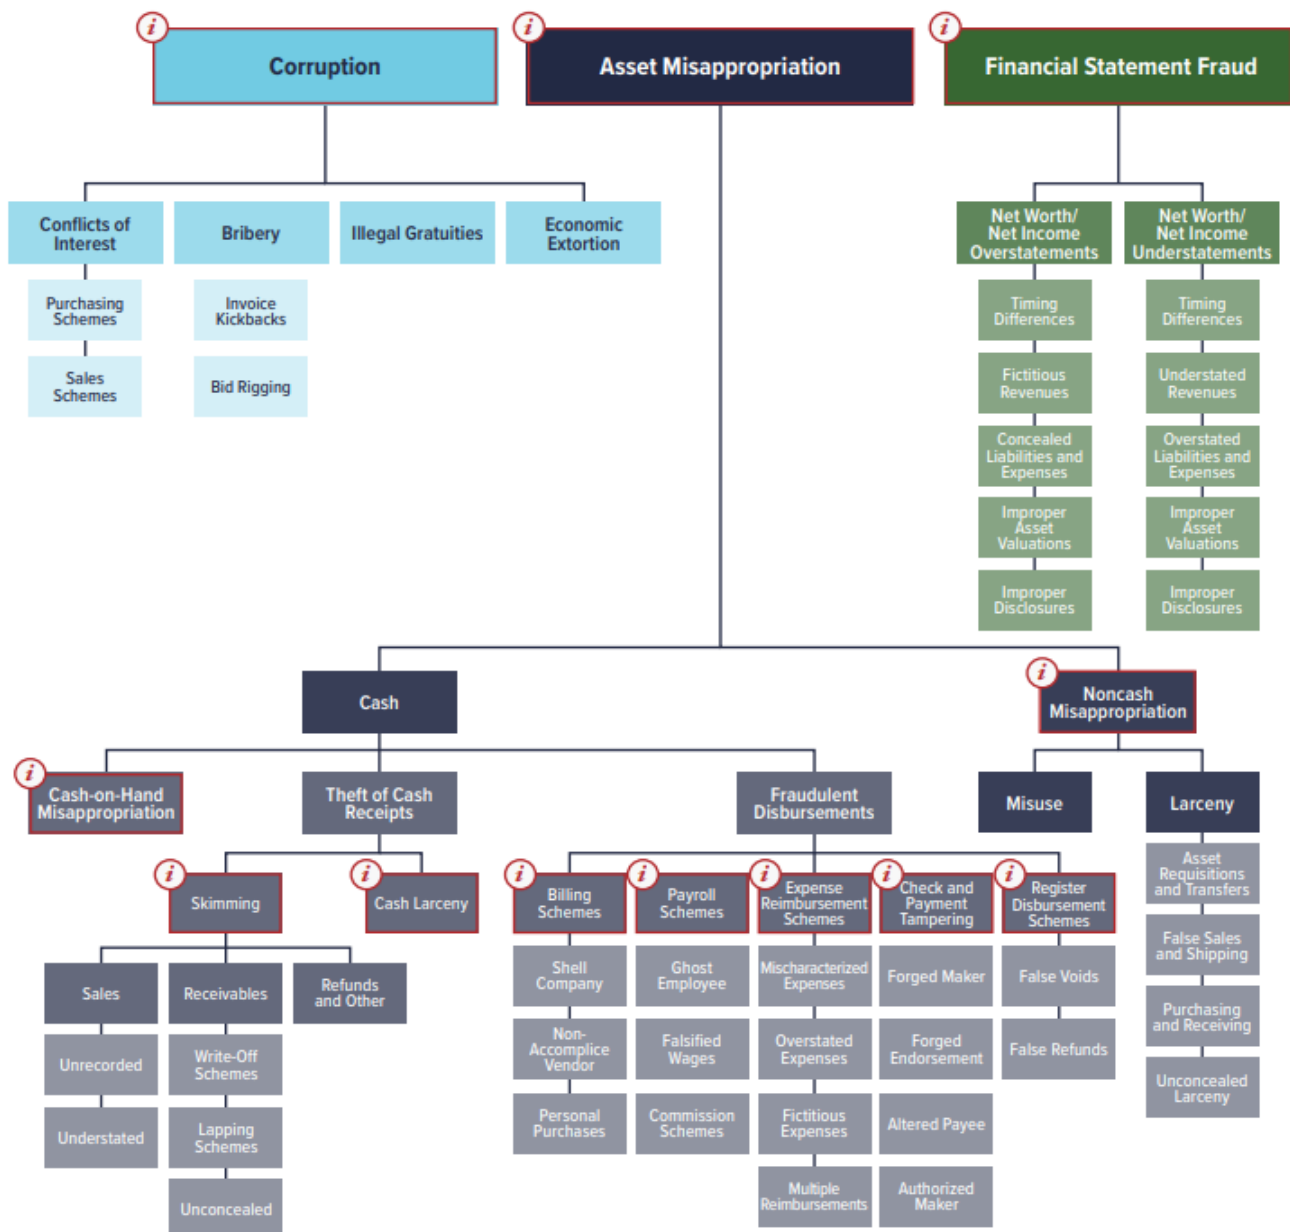 i
Corruption
i
Asset Misappropriation
i
Financial Statement Fraud
Conflicts of
Interest
Bribery
Illegal Gratuities
Economic
Extortion
Purchasing
Schemes
Sales
Schemes
Invoice
Kickbacks
Bid Rigging
Net Worth/
Net Income
Overstatements
Timing
Differences
Fictitious
Revenues
Concealed
Liabilities and
Expenses
Improper
Asset
Valuations
Improper
Disclosures
Net Worth/
Net Income
Understatements
Timing
Differences
Understated
Revenues
Overstated
Liabilities and
Expenses
Improper
Asset
Valuations
Improper
Disclosures
Cash
i
Noncash
Misappropriation
i
Cash-on-Hand
Misappropriation
Theft of Cash
Receipts
Fraudulent
Disbursements
Misuse
Larceny
i
Skimming
i
Cash Larceny
Sales
Unrecorded
Understated
Receivables
Write-Off
Schemes
Lapping
Schemes
Unconcealed
Refunds
and Other
i
Billing
Schemes
Shell
Company
Non-
Accomplice
Vendor
Personal
Purchases
i
Payroll
Schemes
Ghost
Employee
Falsified
Wages
Commission
Schemes
i
Expense
Reimbursement
Schemes
Mischaracterized
Expenses
Overstated
Expenses
Fictitious
Expenses
Multiple
Reimbursements
i
Check and
Payment
Tampering
Forged Maker
Forged
Endorsement
Altered Payee
Authorized
Maker
i
Register
Disbursement
Schemes
False Voids
False Refunds
Asset
Requisitions
and Transfers
False Sales
and Shipping
Purchasing
and Receiving
Unconcealed
Larceny